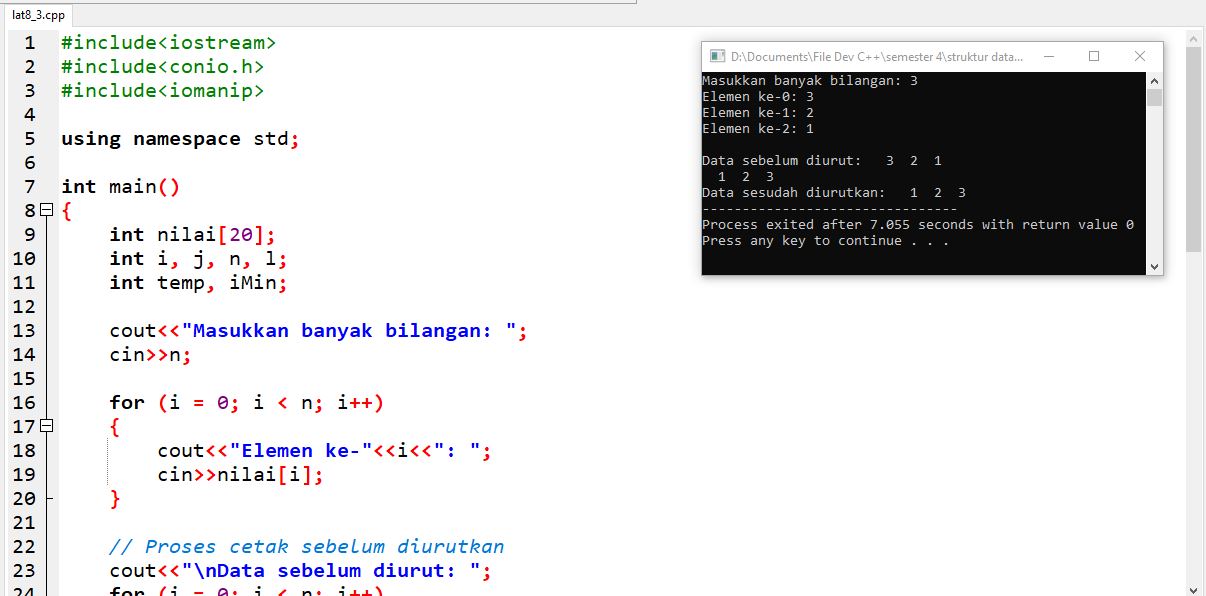 lat8_3.cpp
1 #include<iostream>
2 #include<conio.h>
3 #include<iomanip>
4
5 using namespace std;
6
7 int main()
8 {
9 int nilai[20];
10 int i, j, n, l;
11 int temp, iMin;
12
13 cout<<"Masukkan banyak bilangan: ";
14 cin>>n;
15
16 for (i = 0; i < n; i++)
17 {
18 cout<<"Elemen ke-"<<i<<": ";
19 cin>>nilai[i];
20 }
21
22 // Proses cetak sebelum diurutkan
23 cout<<"\nData sebelum diurut: ";
24 for (i = 0; i < n; i++)
D:\Documents\File Dev C++\semester 4\struktur data...
Masukkan banyak bilangan: 3
Elemen ke-0: 3
Elemen ke-1: 2
Elemen ke-2: 1
Data sebelum diurut: 3 2 1
1 2 3
Data sesudah diurutkan: 1 2 3
--------------------------------
Process exited after 7.055 seconds with return value 0
Press any key to continue . . .